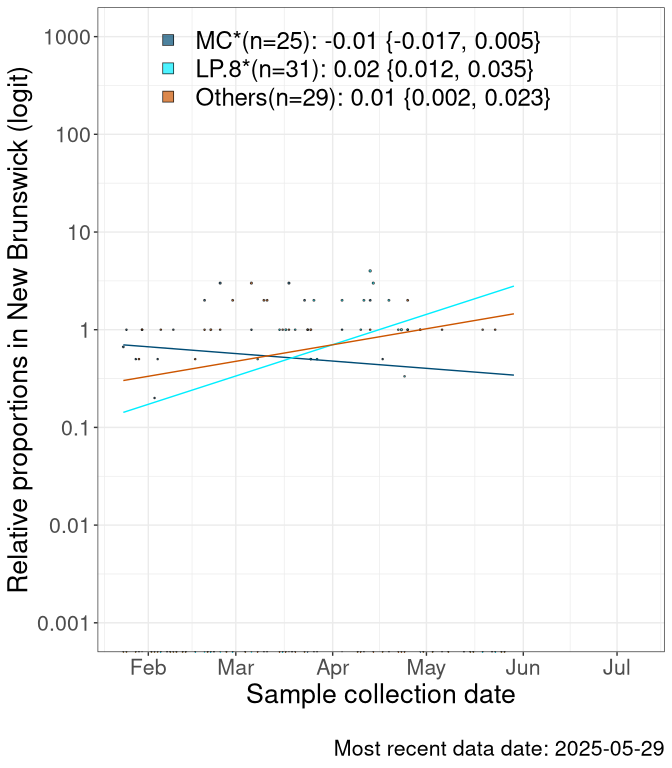 MC*(n=25): -0.01 {-0.017, 0.005}
LP.8*(n=31): 0.02 {0.012, 0.035}
Others(n=29): 0.01 {0.002, 0.023}
Relative proportions in New Brunswick (logit)
1000
100
10
1
0.1
0.01
0.001
Feb Mar Apr May Jun Jul
Sample collection date
Most recent data date: 2025-05-29